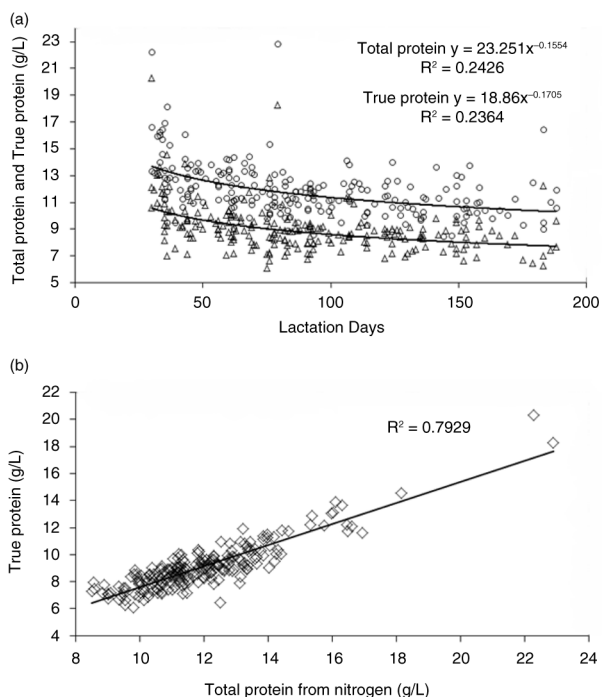 (a)
23
21
19
17
15
13
11
9
7
5
Total protein and True protein (g/L)
Total protein y = 23.251x⁻⁰·¹⁵⁵⁴
R² = 0.2426
True protein y = 18.86x⁻⁰·¹⁷⁰⁵
R² = 0.2364
0 50 100 150 200
Lactation Days
(b)
22
20
18
16
14
12
10
8
6
4
True protein (g/L)
R² = 0.7929
8 10 12 14 16 18 20 22 24
Total protein from nitrogen (g/L)